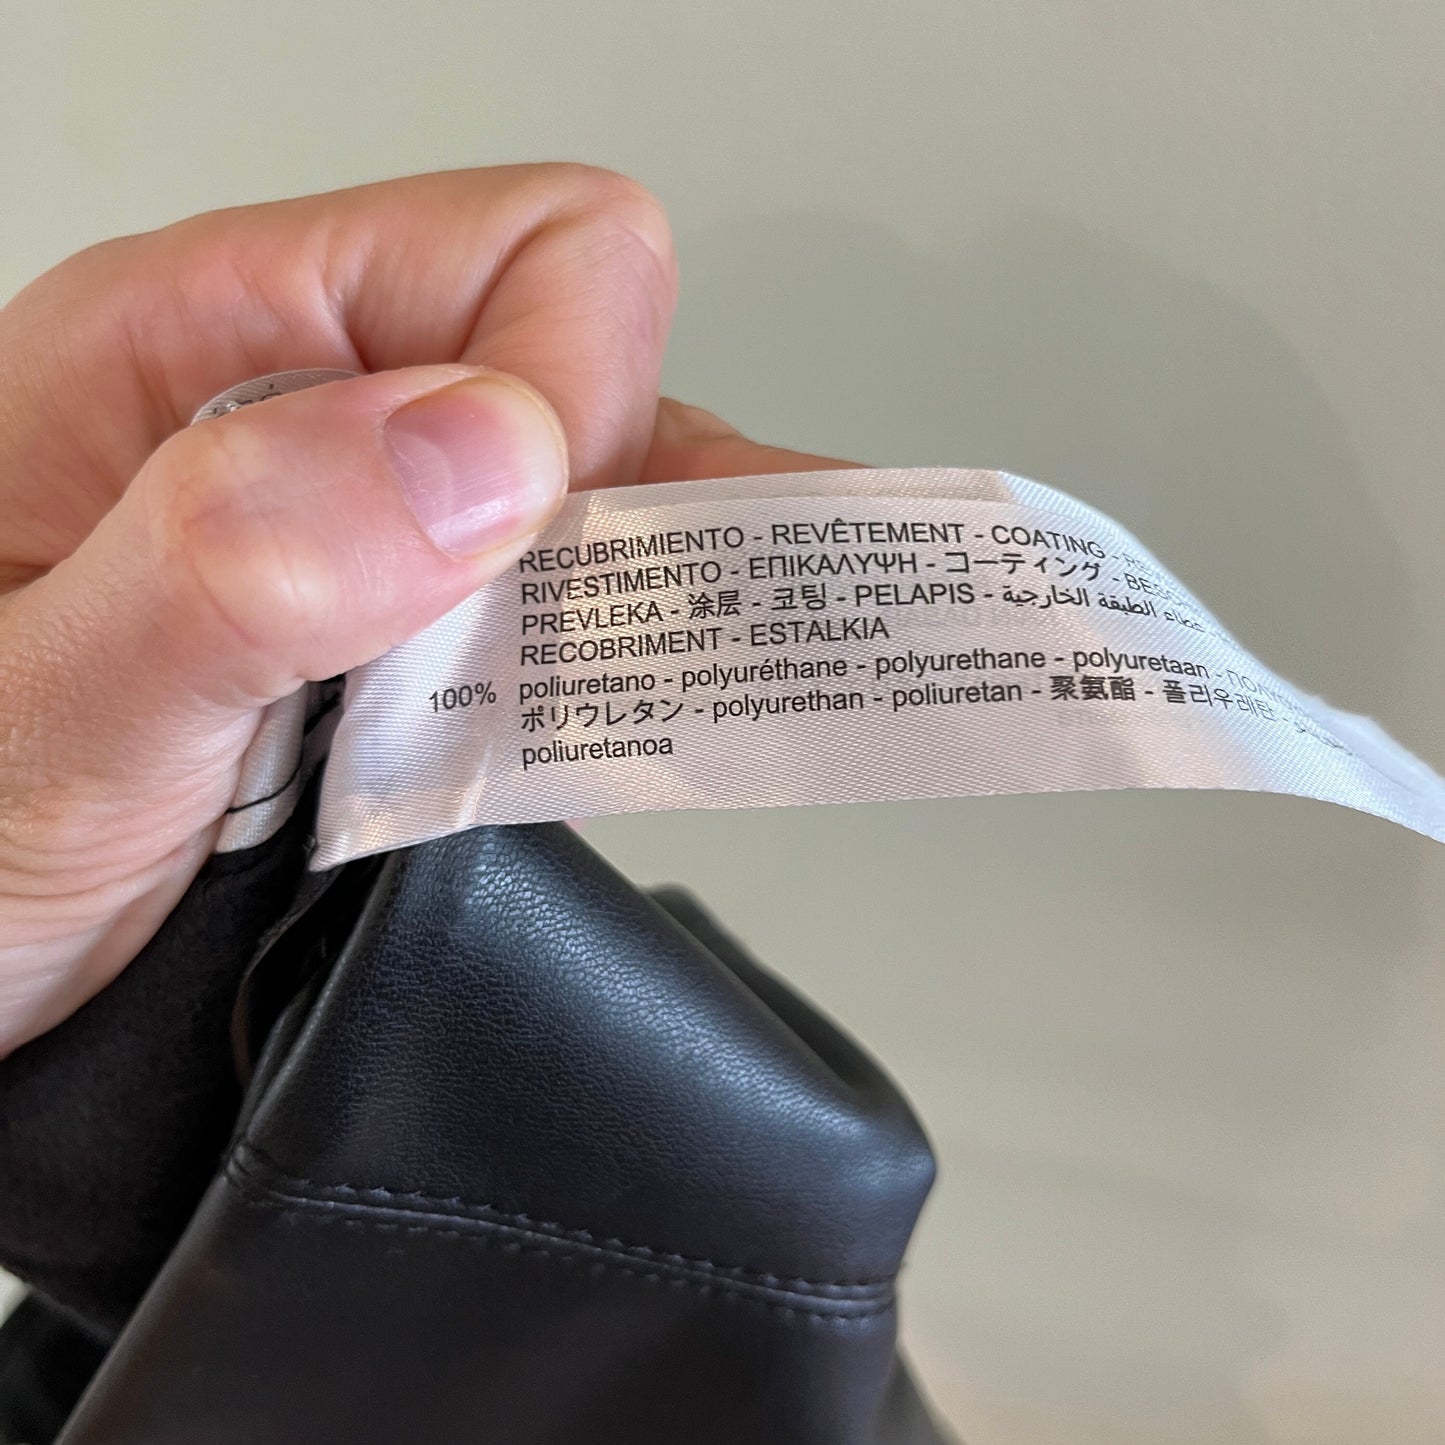 RECUBRIMIENTO - REVÊTEMENT - COATING -
RIVESTIMENTO - ΕΠΙΚΑΛΥΨΗ - コーティング -
PREVLEKA - 涂层 - 코팅 - PELAPIS - غطاء الطبقة الخارجية -
RECOBRIMENT - ESTALKIA
100% poliuretano - polyuréthane - polyurethane - polyuretaan -
ポリウレタン - polyurethan - poliuretan - 聚氨酯 - 폴리우레탄 -
poliuretanoa